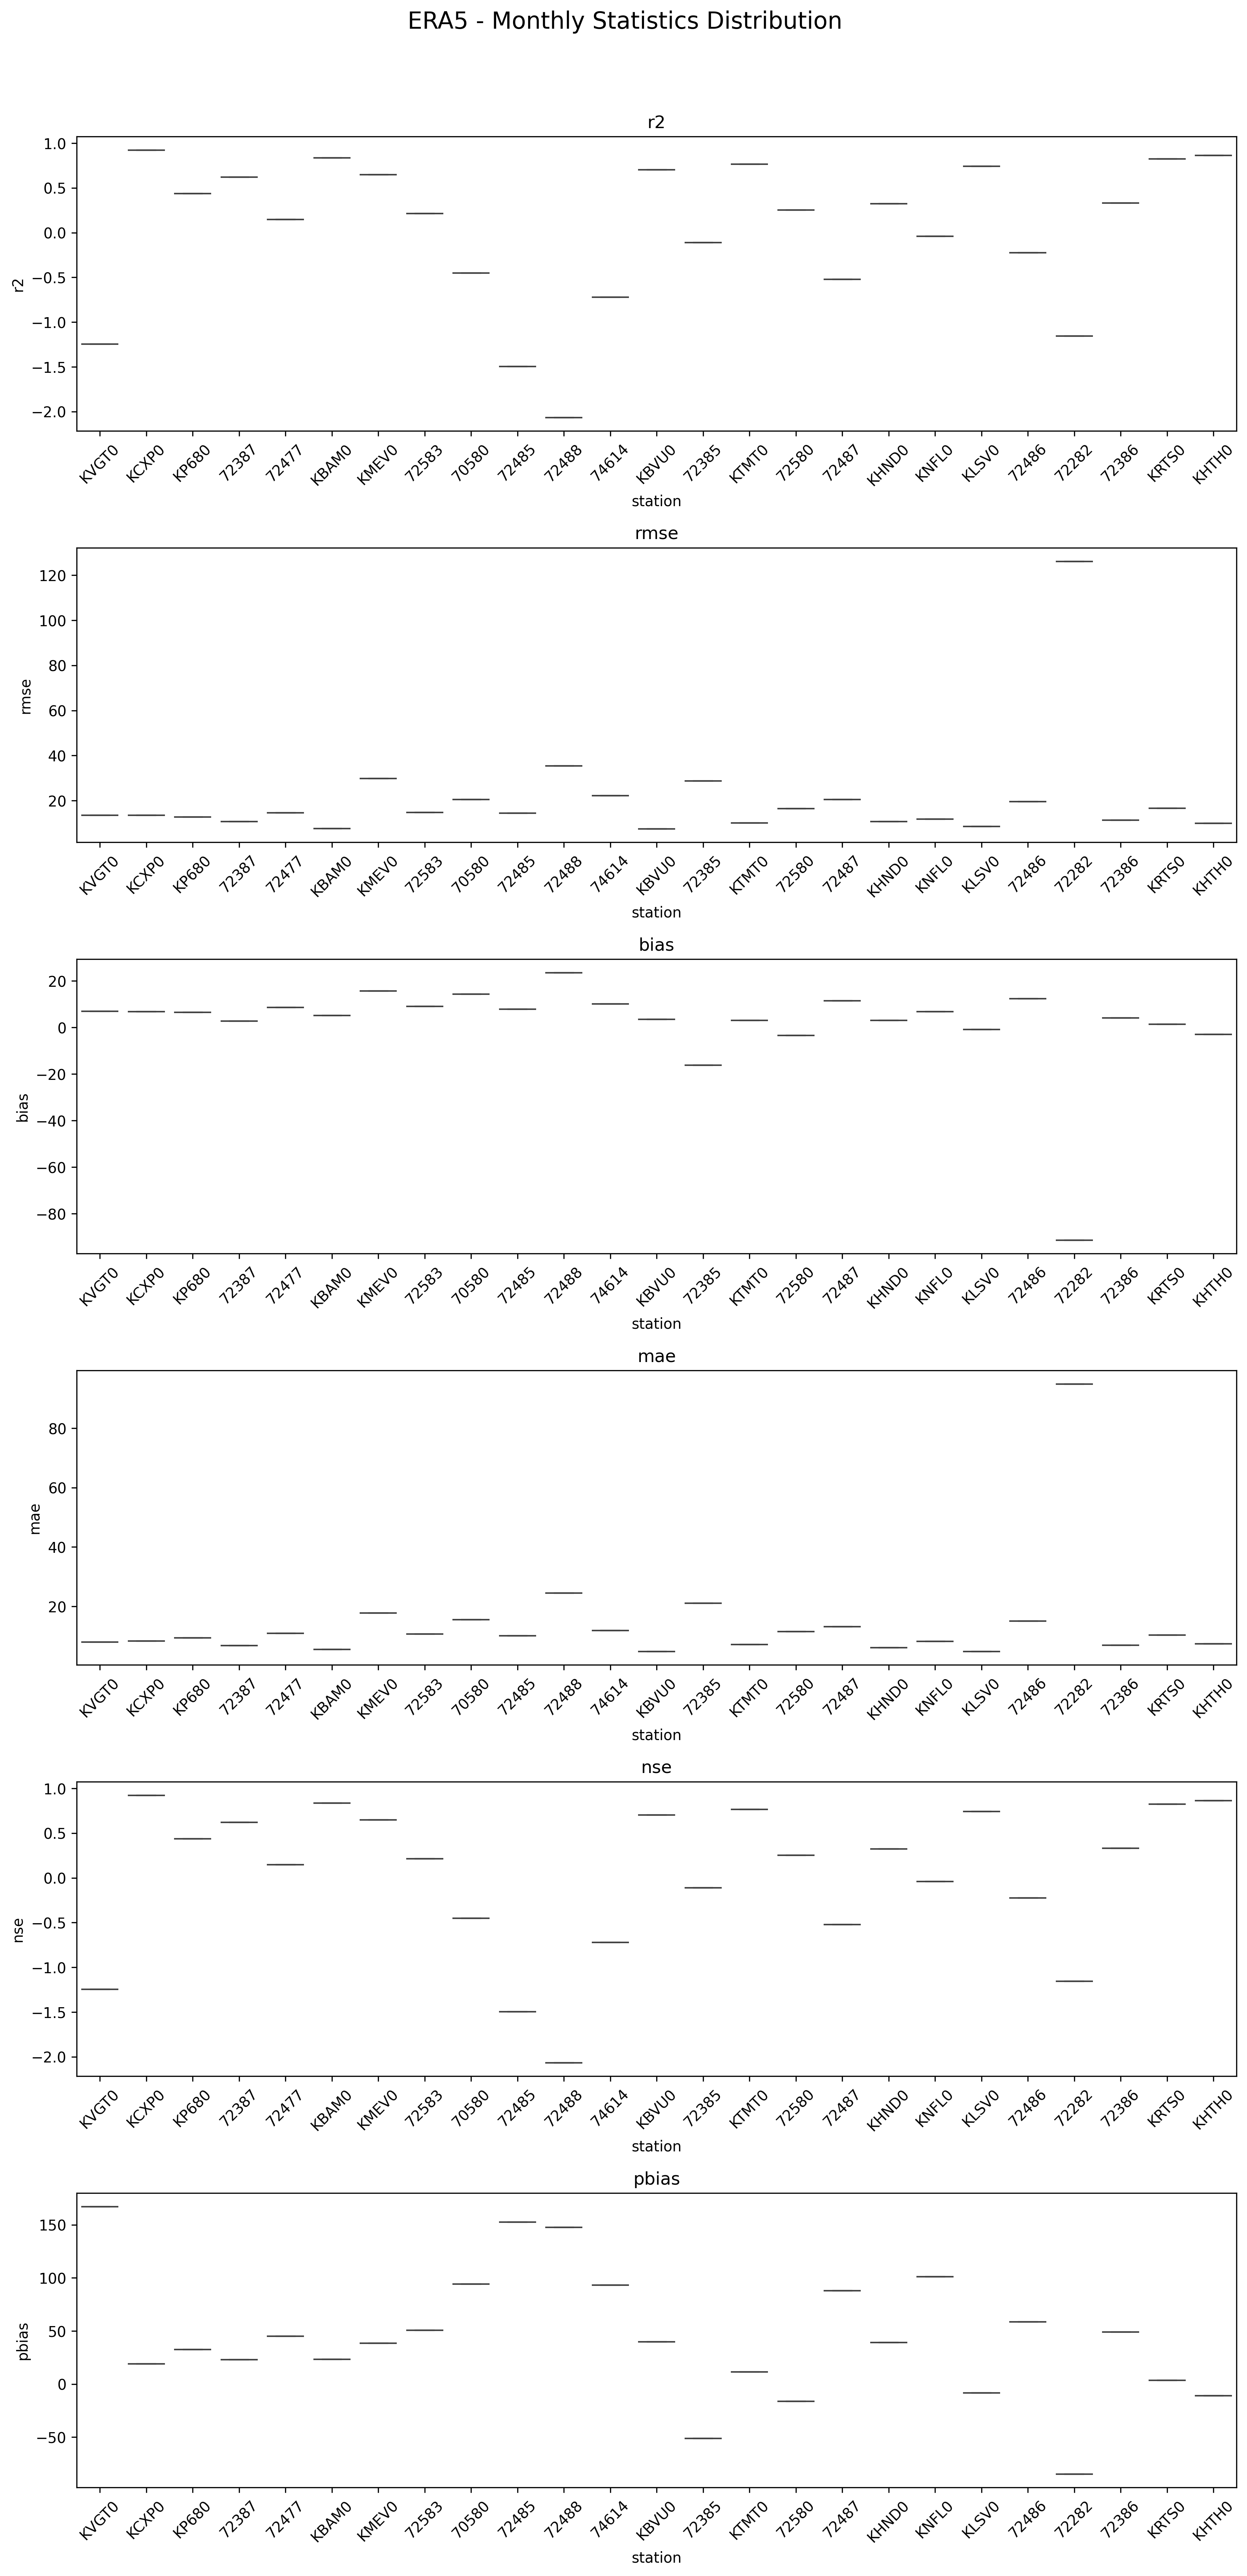 ERA5 - Monthly Statistics Distribution
r2
1.0
0.5
0.0
−0.5
−1.0
−1.5
−2.0
r2
KVGT0 KCXP0 KP680 72387 72477 KBAM0 KMEV0 72583 70580 72485 72488 74614 KBVU0 72385 KTMT0 72580 72487 KHND0 KNFL0 KLSV0 72486 72282 72386 KRTS0 KHTH0
station
rmse
120
100
80
60
40
20
rmse
KVGT0 KCXP0 KP680 72387 72477 KBAM0 KMEV0 72583 70580 72485 72488 74614 KBVU0 72385 KTMT0 72580 72487 KHND0 KNFL0 KLSV0 72486 72282 72386 KRTS0 KHTH0
station
bias
20
0
−20
−40
−60
−80
bias
KVGT0 KCXP0 KP680 72387 72477 KBAM0 KMEV0 72583 70580 72485 72488 74614 KBVU0 72385 KTMT0 72580 72487 KHND0 KNFL0 KLSV0 72486 72282 72386 KRTS0 KHTH0
station
mae
80
60
40
20
mae
KVGT0 KCXP0 KP680 72387 72477 KBAM0 KMEV0 72583 70580 72485 72488 74614 KBVU0 72385 KTMT0 72580 72487 KHND0 KNFL0 KLSV0 72486 72282 72386 KRTS0 KHTH0
station
nse
1.0
0.5
0.0
−0.5
−1.0
−1.5
−2.0
nse
KVGT0 KCXP0 KP680 72387 72477 KBAM0 KMEV0 72583 70580 72485 72488 74614 KBVU0 72385 KTMT0 72580 72487 KHND0 KNFL0 KLSV0 72486 72282 72386 KRTS0 KHTH0
station
pbias
150
100
50
0
−50
pbias
KVGT0 KCXP0 KP680 72387 72477 KBAM0 KMEV0 72583 70580 72485 72488 74614 KBVU0 72385 KTMT0 72580 72487 KHND0 KNFL0 KLSV0 72486 72282 72386 KRTS0 KHTH0
station